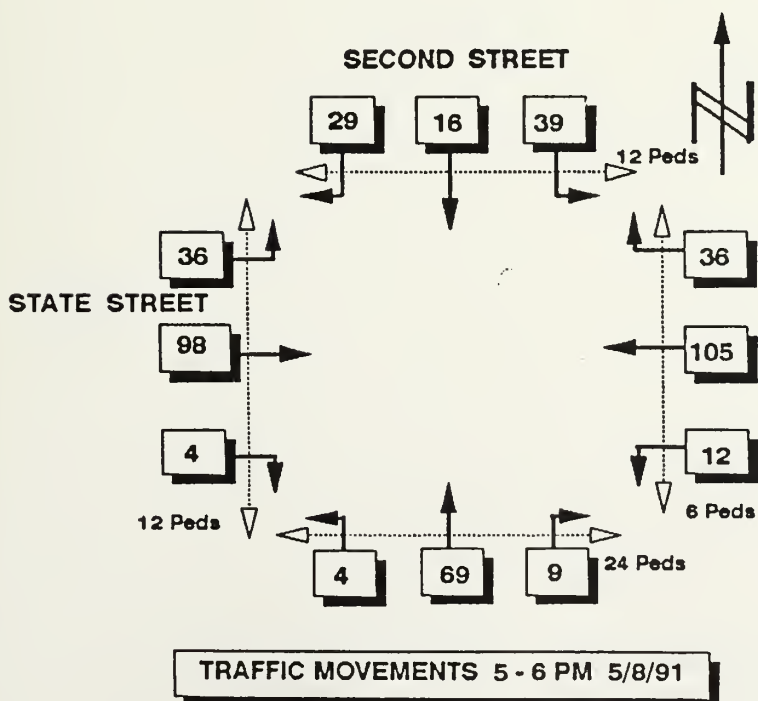 SECOND STREET
29 16 39
12 Peds
36 36
STATE STREET
98 105
4 12
12 Peds 6 Peds
4 69 9 24 Peds
TRAFFIC MOVEMENTS 5 - 6 PM 5/8/91